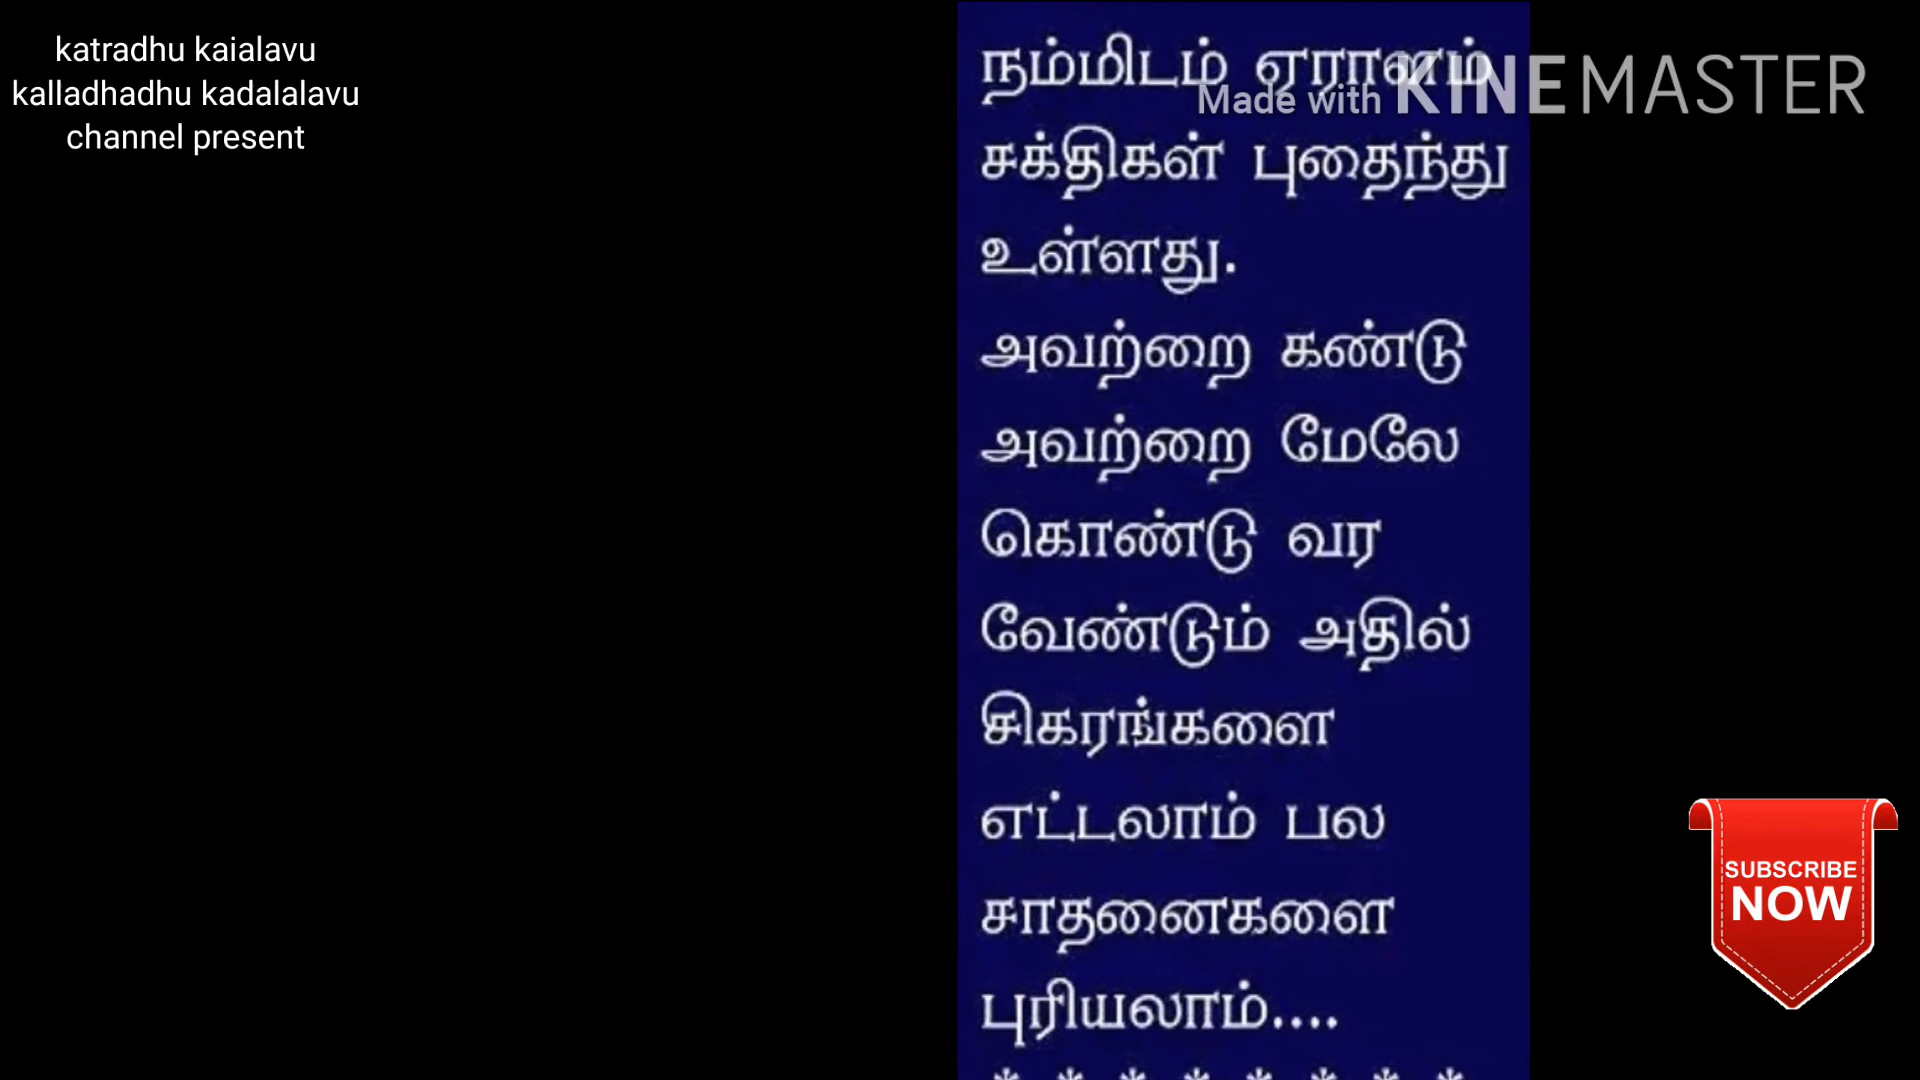 katradhu kaialavu
kalladhadhu kadalalavu
channel present
நம்மிடம் ஏராளம்
Made with KINEMASTER
சக்திகள் புதைந்து
உள்ளது.
அவற்றை கண்டு
அவற்றை மேலே
கொண்டு வர
வேண்டும் அதில்
சிகரங்களை
எட்டலாம் பல
சாதனைகளை
புரியலாம்....
* * * * * * * *
SUBSCRIBE
NOW